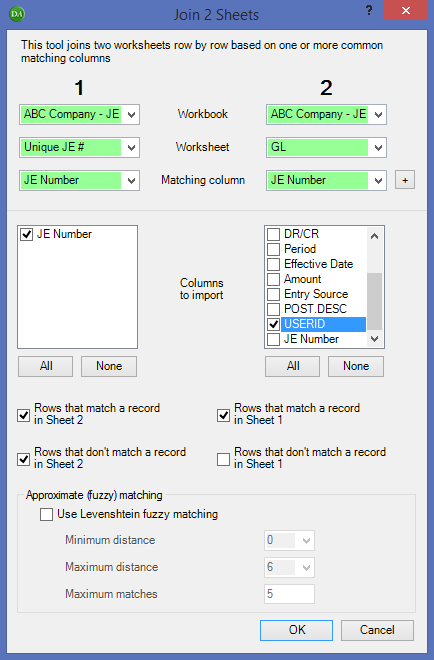 DA
Join 2 Sheets
?
This tool joins two worksheets row by row based on one or more common
matching columns
1
2
ABC Company - JE
Workbook
ABC Company - JE
Unique JE #
Worksheet
GL
JE Number
Matching column
JE Number
+
JE Number
Columns
to import
DR/CR
Period
Effective Date
Amount
Entry Source
POST.DESC
USERID
JE Number
All
None
All
None
Rows that match a record
in Sheet 2
Rows that match a record
in Sheet 1
Rows that don't match a record
in Sheet 2
Rows that don't match a record
in Sheet 1
Approximate (fuzzy) matching
Use Levenshtein fuzzy matching
Minimum distance
0
Maximum distance
6
Maximum matches
5
OK
Cancel